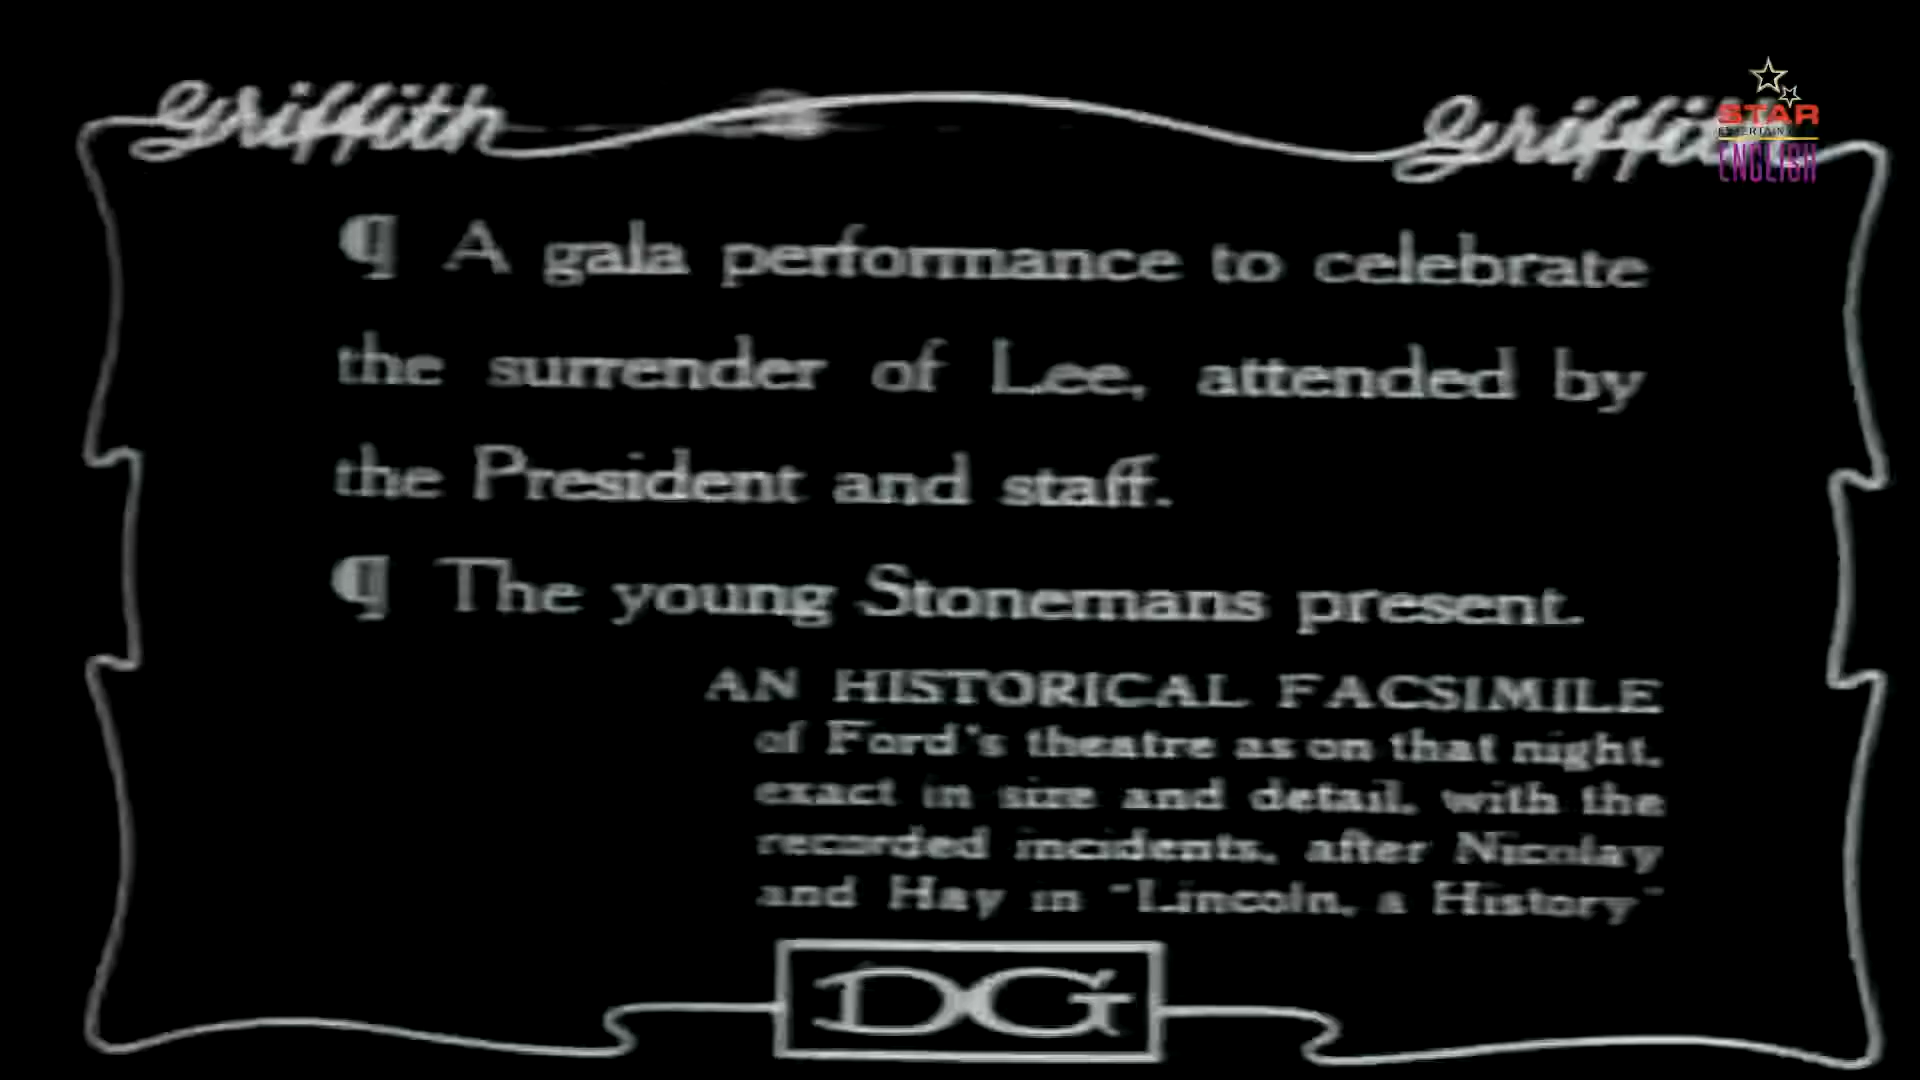 Griffith Griffith
STAR
ENTERTAIN
ENGLISH
¶ A gala performance to celebrate
the surrender of Lee, attended by
the President and staff.
¶ The young Stonemans present.
AN HISTORICAL FACSIMILE
of Ford's theatre as on that night,
exact in size and detail, with the
recorded incidents, after Nicolay
and Hay in "Lincoln, a History"
DG